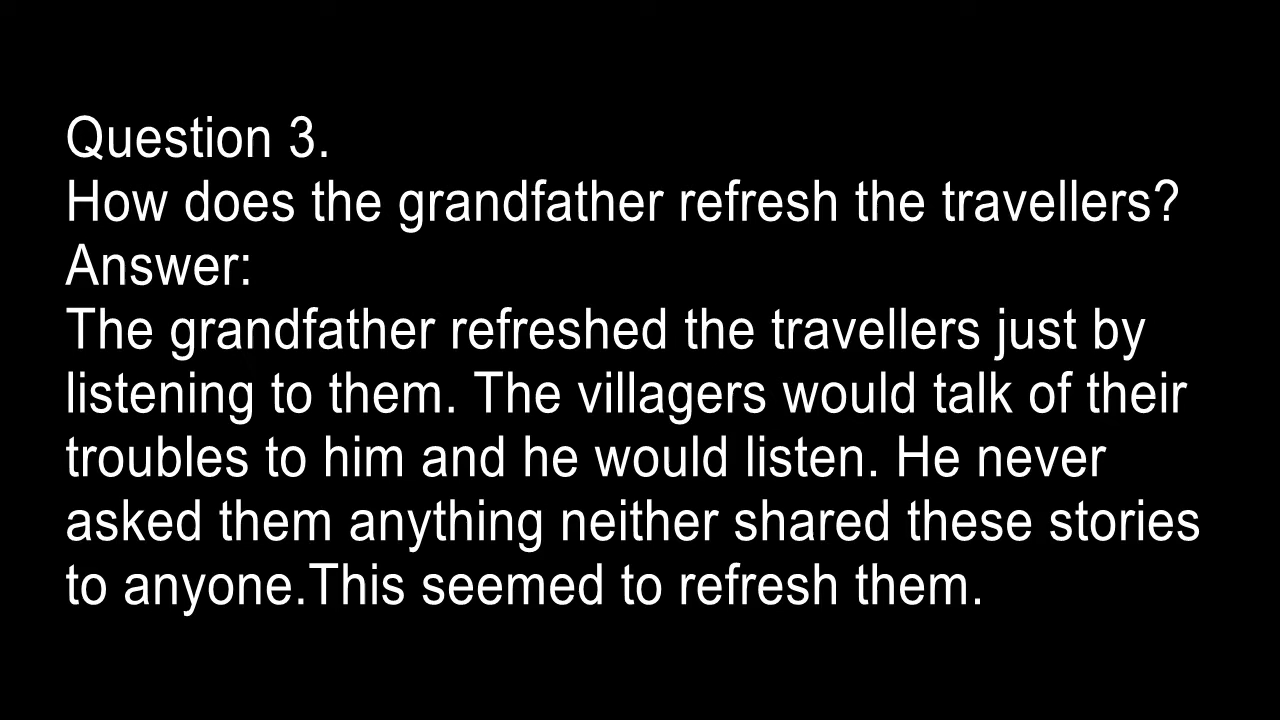 Question 3.
How does the grandfather refresh the travellers?
Answer:
The grandfather refreshed the travellers just by
listening to them. The villagers would talk of their
troubles to him and he would listen. He never
asked them anything neither shared these stories
to anyone.This seemed to refresh them.